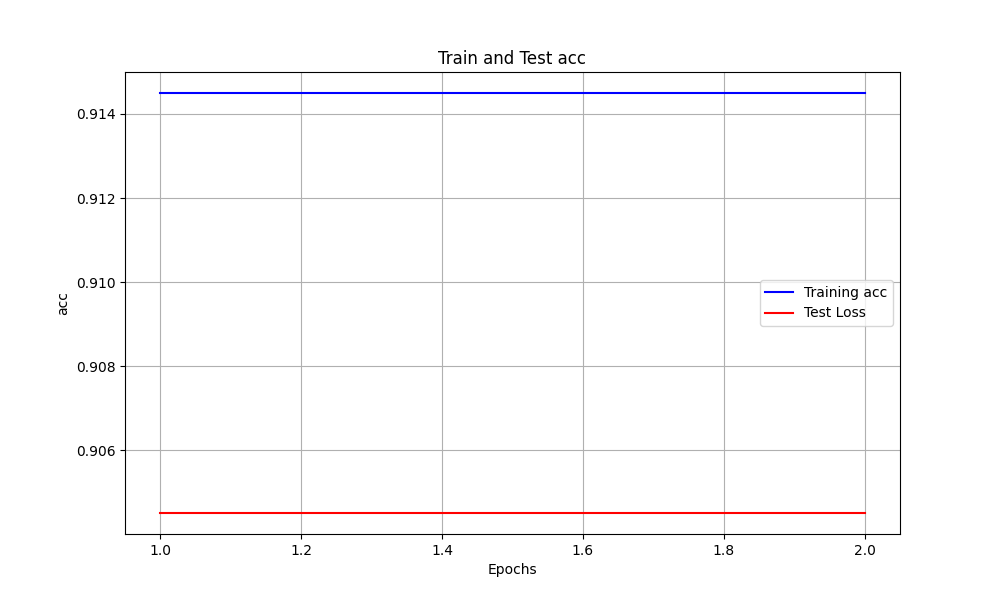 Train and Test acc
0.914
0.912
0.910
0.908
0.906
acc
Training acc
Test Loss
1.0
1.2
1.4
1.6
1.8
2.0
Epochs